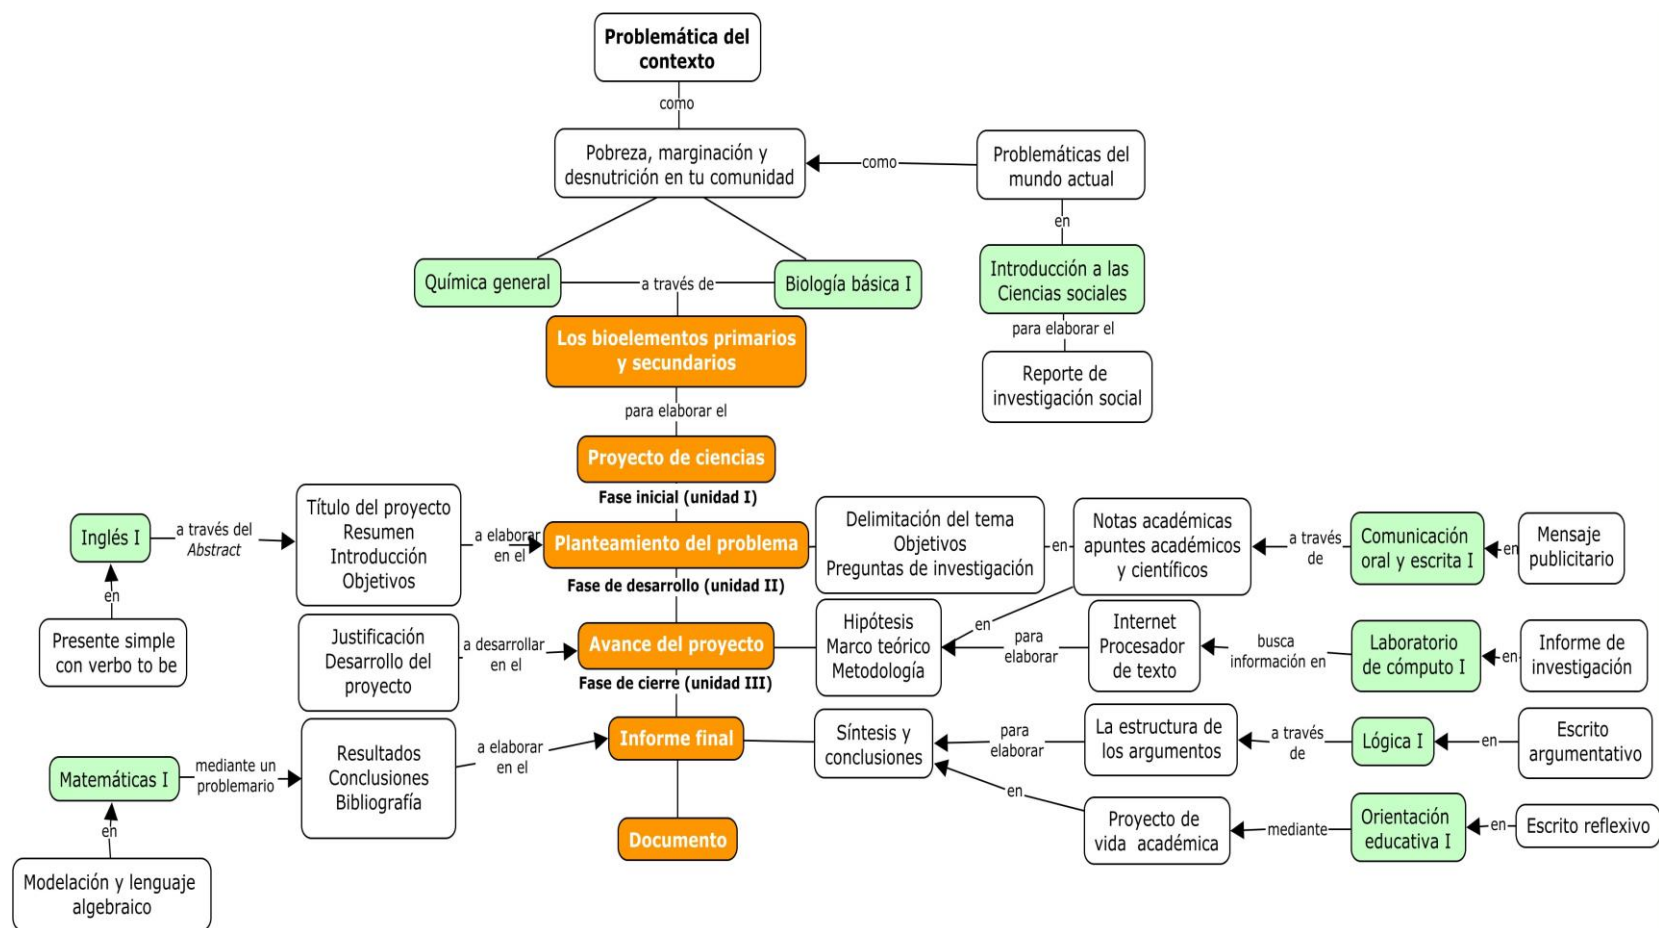 Problemática del
contexto
como
Pobreza, marginación y
desnutrición en tu comunidad
como
Problemáticas del
mundo actual
en
Química general
a través de
Biología básica I
Introducción a las
Ciencias sociales
para elaborar el
Los bioelementos primarios
y secundarios
Reporte de
investigación social
para elaborar el
Proyecto de ciencias
Fase inicial (unidad I)
Inglés I
a través del
Abstract
Título del proyecto
Resumen
Introducción
Objetivos
a elaborar
en el
Planteamiento del problema
Delimitación del tema
Objetivos
Preguntas de investigación
en
Notas académicas
apuntes académicos
y científicos
a través
de
Comunicación
oral y escrita I
en
Mensaje
publicitario
Fase de desarrollo (unidad II)
en
Presente simple
con verbo to be
Justificación
Desarrollo del
proyecto
a desarrollar
en el
Avance del proyecto
Hipótesis
Marco teórico
Metodología
en
para
elaborar
Internet
Procesador
de texto
busca
información en
Laboratorio
de cómputo I
en
Informe de
investigación
Fase de cierre (unidad III)
Matemáticas I
mediante un
problemario
Resultados
Conclusiones
Bibliografía
a elaborar
en el
Informe final
Síntesis y
conclusiones
para
elaborar
La estructura de
los argumentos
a través
de
Lógica I
en
Escrito
argumentativo
en
Proyecto de
vida académica
mediante
Orientación
educativa I
en
Escrito reflexivo
Documento
en
Modelación y lenguaje
algebraico